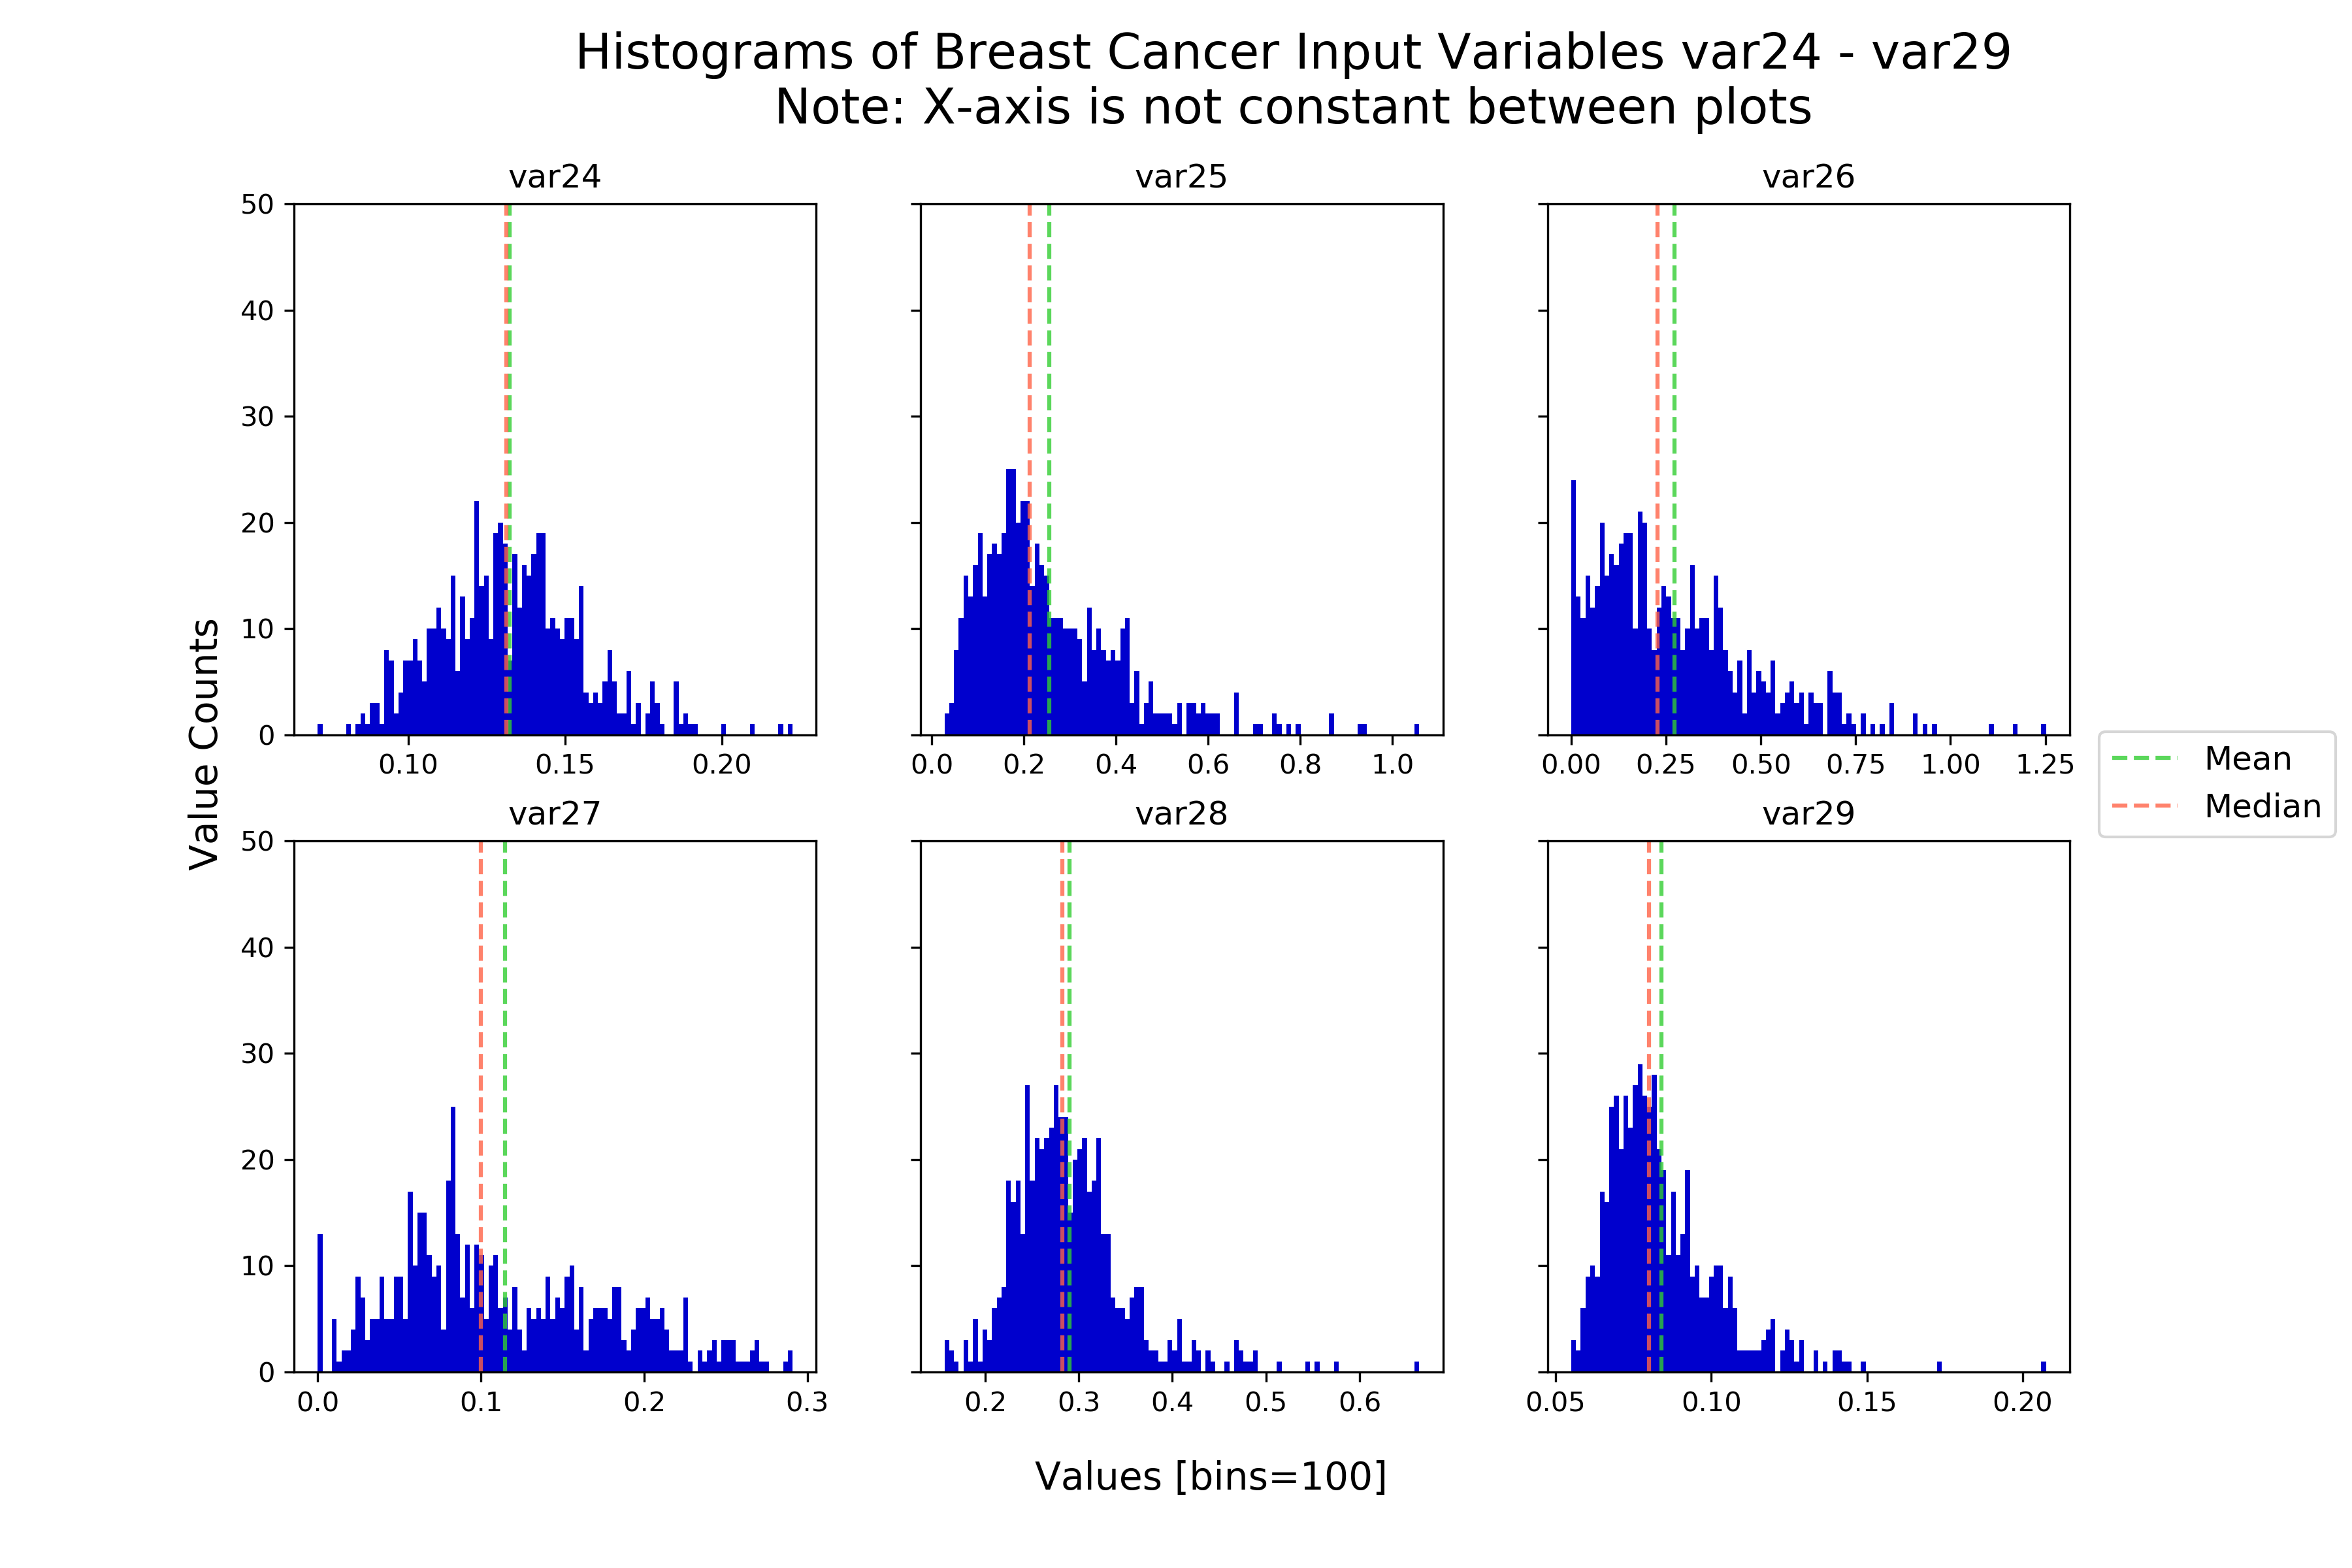 Histograms of Breast Cancer Input Variables var24 - var29
Note: X-axis is not constant between plots
var24
50
40
30
20
10
0
0.10 0.15 0.20
var25
0.0 0.2 0.4 0.6 0.8 1.0
var26
0.00 0.25 0.50 0.75 1.00 1.25
Value Counts
Mean
Median
var27
50
40
30
20
10
0
0.0 0.1 0.2 0.3
var28
0.2 0.3 0.4 0.5 0.6
var29
0.05 0.10 0.15 0.20
Values [bins=100]